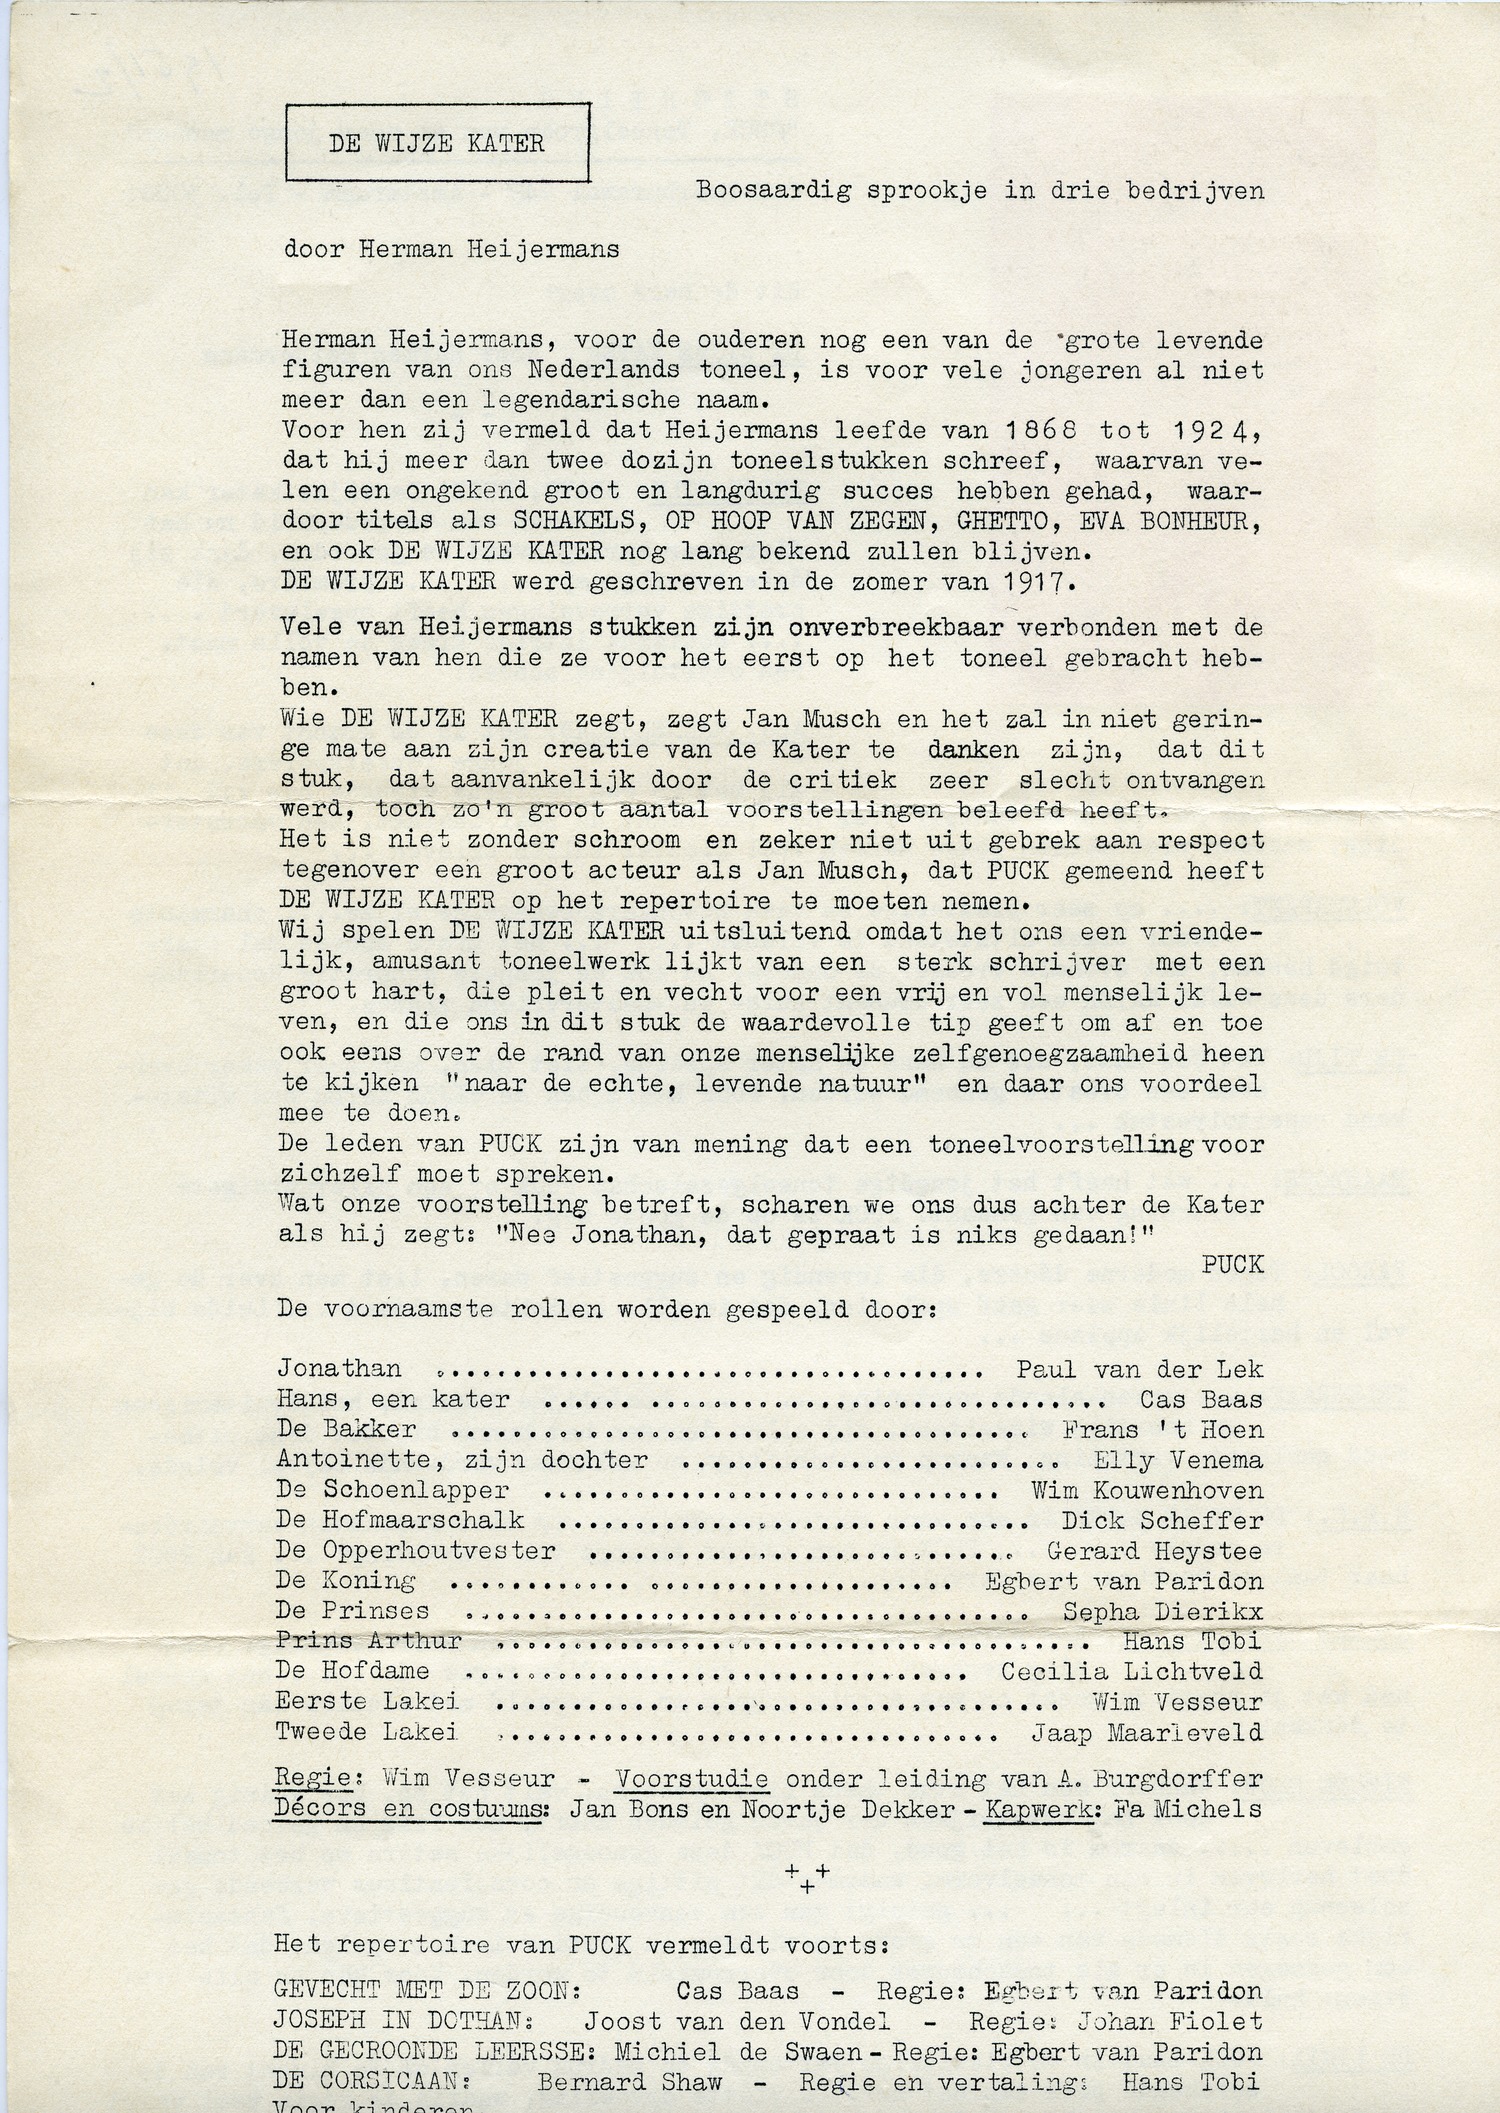 DE WIJZE KATER
Boosaardig sprookje in drie bedrijven
door Herman Heijermans
Herman Heijermans, voor de ouderen nog een van de grote levende
figuren van ons Nederlands toneel, is voor vele jongeren al niet
meer dan een legendarische naam.
Voor hen zij vermeld dat Heijermans leefde van 1868 tot 1924,
dat hij meer dan twee dozijn toneelstukken schreef, waarvan ve-
len een ongekend groot en langdurig succes hebben gehad, waar-
door titels als SCHAKELS, OP HOOP VAN ZEGEN, GHETTO, EVA BONHEUR,
en ook DE WIJZE KATER nog lang bekend zullen blijven.
DE WIJZE KATER werd geschreven in de zomer van 1917.
Vele van Heijermans stukken zijn onverbreekbaar verbonden met de
namen van hen die ze voor het eerst op het toneel gebracht heb-
ben.
Wie DE WIJZE KATER zegt, zegt Jan Musch en het zal in niet gerin-
ge mate aan zijn creatie van de Kater te danken zijn, dat dit
stuk, dat aanvankelijk door de critiek zeer slecht ontvangen
werd, toch zo'n groot aantal voorstellingen beleefd heeft.
Het is niet zonder schroom en zeker niet uit gebrek aan respect
tegenover een groot acteur als Jan Musch, dat PUCK gemeend heeft
DE WIJZE KATER op het repertoire te moeten nemen.
Wij spelen DE WIJZE KATER uitsluitend omdat het ons een vriende-
lijk, amusant toneelwerk lijkt van een sterk schrijver met een
groot hart, die pleit en vecht voor een vrij en vol menselijk le-
ven, en die ons in dit stuk de waardevolle tip geeft om af en toe
ook eens over de rand van onze menselijke zelfgenoegzaamheid heen
te kijken "naar de echte, levende natuur" en daar ons voordeel
mee te doen.
De leden van PUCK zijn van mening dat een toneelvoorstelling voor
zichzelf moet spreken.
Wat onze voorstelling betreft, scharen we ons dus achter de Kater
als hij zegt: "Nee Jonathan, dat gepraat is niks gedaan!"
PUCK
De voornaamste rollen worden gespeeld door:
Jonathan .................................... Paul van der Lek
Hans, een kater ..................................... Cas Baas
De Bakker ...................................... Frans 't Hoen
Antoinette, zijn dochter ......................... Elly Venema
De Schoenlapper .............................. Wim Kouwenhoven
De Hofmaarschalk ............................... Dick Scheffer
De Opperhoutvester ............................ Gerard Heystee
De Koning ................................. Egbert van Paridon
De Prinses ..................................... Sepha Dierikx
Prins Arthur ....................................... Hans Tobi
De Hofdame ................................. Cecilia Lichtveld
Eerste Lakei ..................................... Wim Vesseur
Tweede Lakei ................................. Jaap Maarleveld
Regie: Wim Vesseur - Voorstudie onder leiding van A. Burgdorffer
Décors en costuums: Jan Bons en Noortje Dekker - Kapwerk: Fa Michels
+ + +
Het repertoire van PUCK vermeldt voorts:
GEVECHT MET DE ZOON: Cas Baas - Regie: Egbert van Paridon
JOSEPH IN DOTHAN: Joost van den Vondel - Regie: Johan Fiolet
DE GECROONDE LEERSSE: Michiel de Swaen - Regie: Egbert van Paridon
DE CORSICAAN: Bernard Shaw - Regie en vertaling: Hans Tobi
Voor kinderen